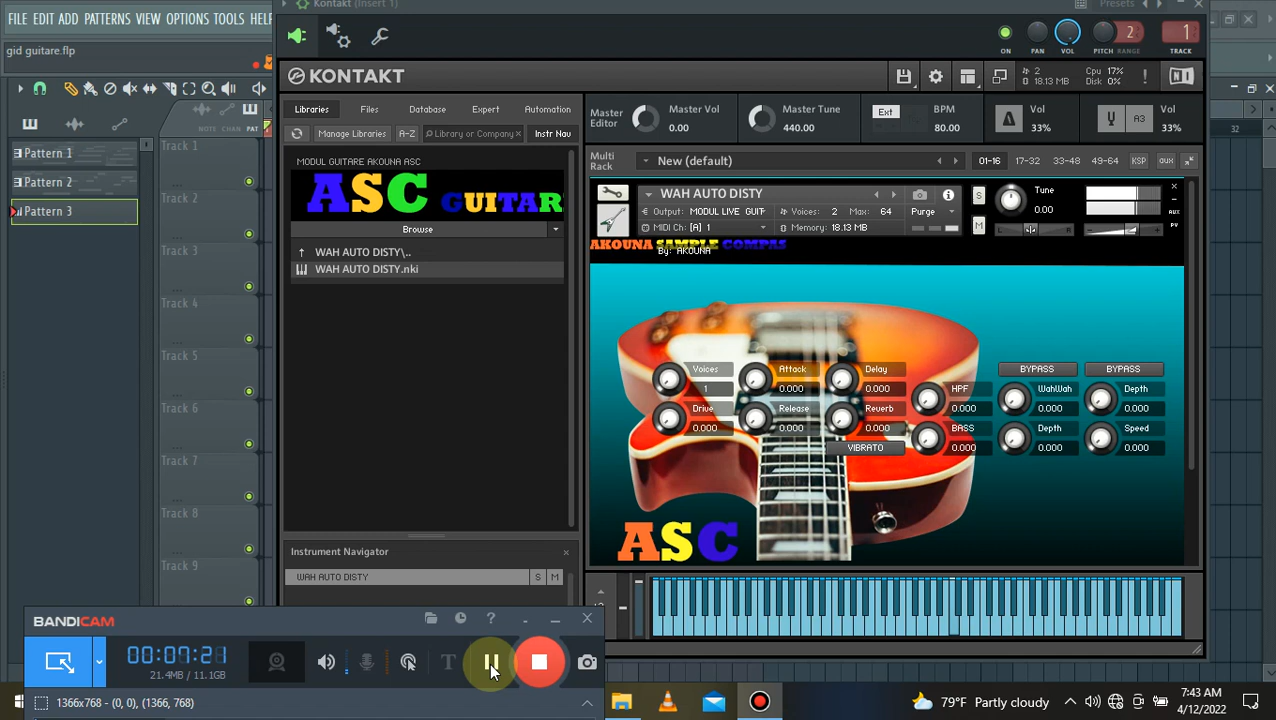 Kontakt (Insert 1)
Presets
FILE EDIT ADD PATTERNS VIEW OPTIONS TOOLS HELP
gid guitare.flp
ON PAN VOL PITCH RANGE 2 1 TRACK
KONTAKT
2
18.13 MB
Cpu 17%
Disk 0%
Libraries Files Database Expert Automation
Manage Libraries A-Z Library or Company Instr Nav
Master Editor
Master Vol
0.00
Master Tune
440.00
Ext BPM
80.00
Vol
33%
A3 Vol
33%
Multi Rack
New (default)
01-16 17-32 33-48 49-64 KSP AUX
NOTE CHAN PAT
32
Pattern 1
Pattern 2
Pattern 3
Track 1
Track 2
Track 3
Track 4
Track 5
Track 6
Track 7
Track 8
Track 9
MODUL GUITARE AKOUNA ASC
ASC GUITAR
Browse
WAH AUTO DISTY\..
WAH AUTO DISTY.nki
WAH AUTO DISTY
Output: MODUL LIVE GUIT Voices: 2 Max: 64 Purge
MIDI Ch: [A] 1 Memory: 18.13 MB
S
M
Tune
0.00
L R
AUX
PV
AKOUNA SAMPLE COMPAS
By: AKOUNA
Voices
1
Attack
0.000
Delay
0.000
Drive
0.000
Release
0.000
Reverb
0.000
VIBRATO
HPF
0.000
BASS
0.000
BYPASS
WahWah
0.000
Depth
0.000
BYPASS
Depth
0.000
Speed
0.000
ASC
Instrument Navigator
WAH AUTO DISTY S M
BANDICAM
00:07:21
21.4MB / 11.1GB
1366x768 - (0, 0), (1366, 768)
79°F Partly cloudy
7:43 AM
4/12/2022